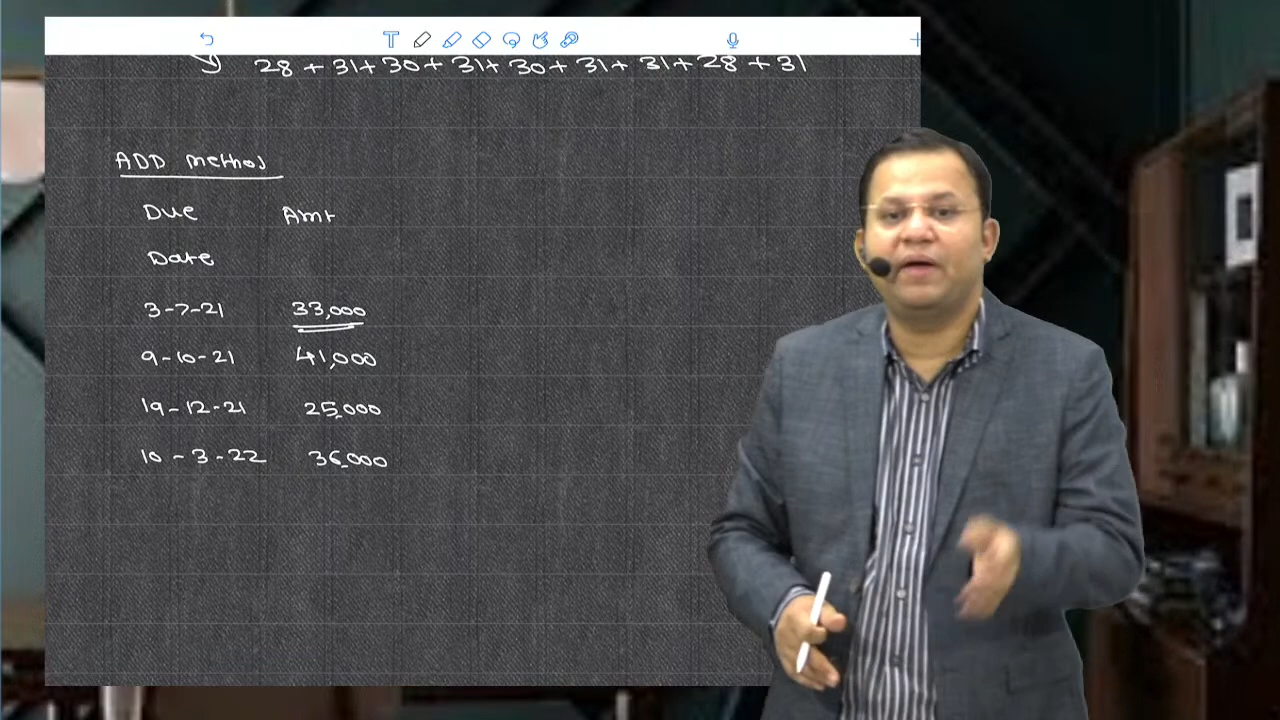 28 + 31 + 30 + 31 + 30 + 31 + 31 + 28 + 31
ADD method
Due Amt
Date
3-7-21 33,000
9-10-21 41,000
19-12-21 25,000
10-3-22 36,000